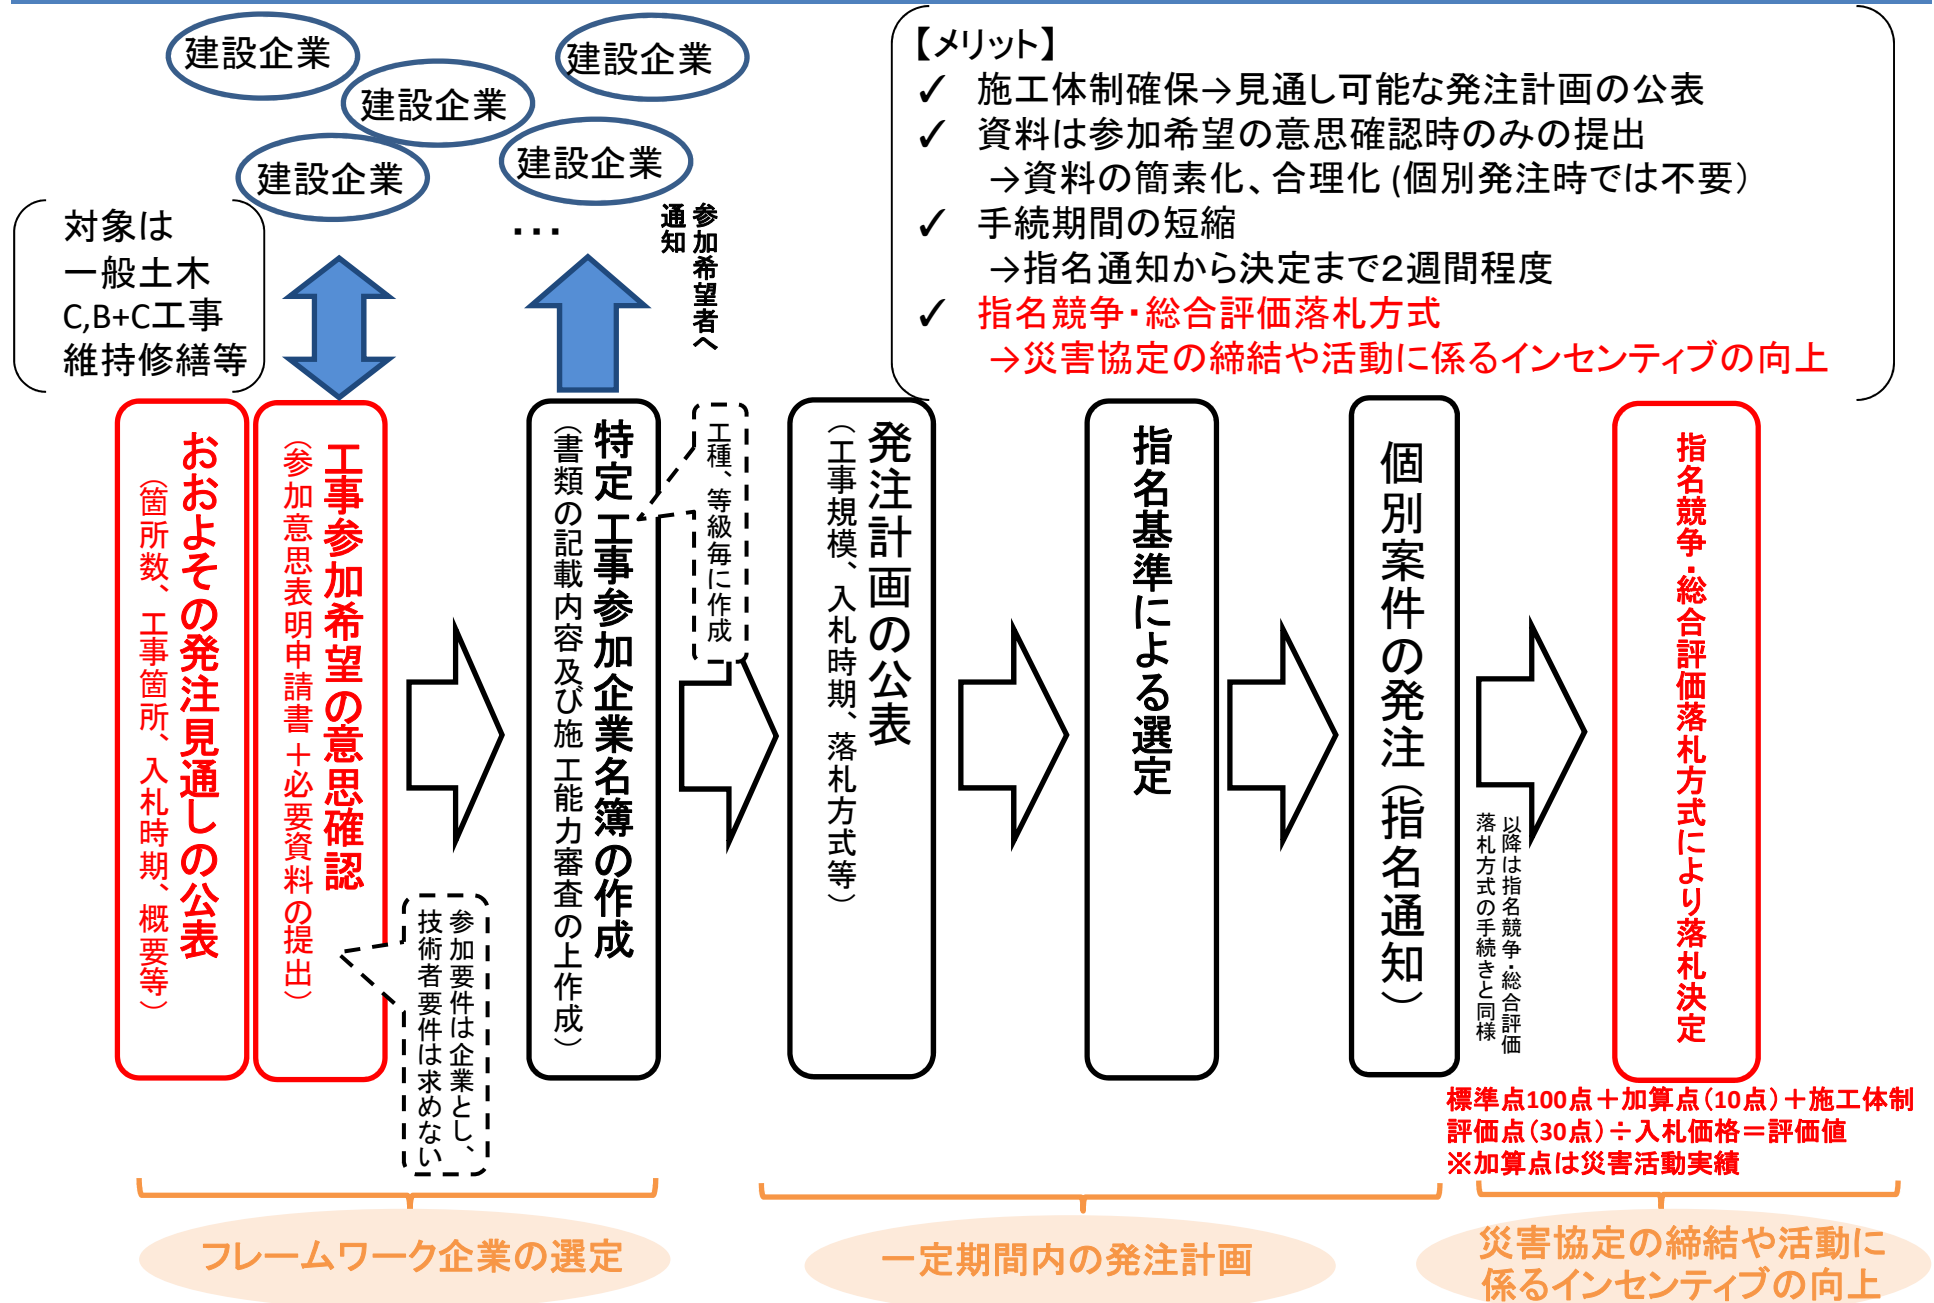 建設企業
建設企業
建設企業
建設企業
建設企業
・・・
対象は
一般土木
C,B+C工事
維持修繕等
参加希望者へ
通知
【メリット】
✓ 施工体制確保→見通し可能な発注計画の公表
✓ 資料は参加希望の意思確認時のみの提出
→資料の簡素化、合理化 (個別発注時では不要）
✓ 手続期間の短縮
→指名通知から決定まで２週間程度
✓ 指名競争・総合評価落札方式
→災害協定の締結や活動に係るインセンティブの向上
おおよその発注見通しの公表
（箇所数、工事箇所、入札時期、概要等）
工事参加希望の意思確認
（参加意思表明申請書＋必要資料の提出）
参加要件は企業とし、
技術者要件は求めない
特定工事参加企業名簿の作成
（書類の記載内容及び施工能力審査の上作成）
工種、等級毎に作成
発注計画の公表
（工事規模、入札時期、落札方式等）
指名基準による選定
個別案件の発注（指名通知）
以降は指名競争・総合評価
落札方式の手続きと同様
指名競争・総合評価落札方式により落札決定
標準点100点＋加算点（10点）＋施工体制
評価点（30点）÷入札価格＝評価値
※加算点は災害活動実績
フレームワーク企業の選定
一定期間内の発注計画
災害協定の締結や活動に
係るインセンティブの向上